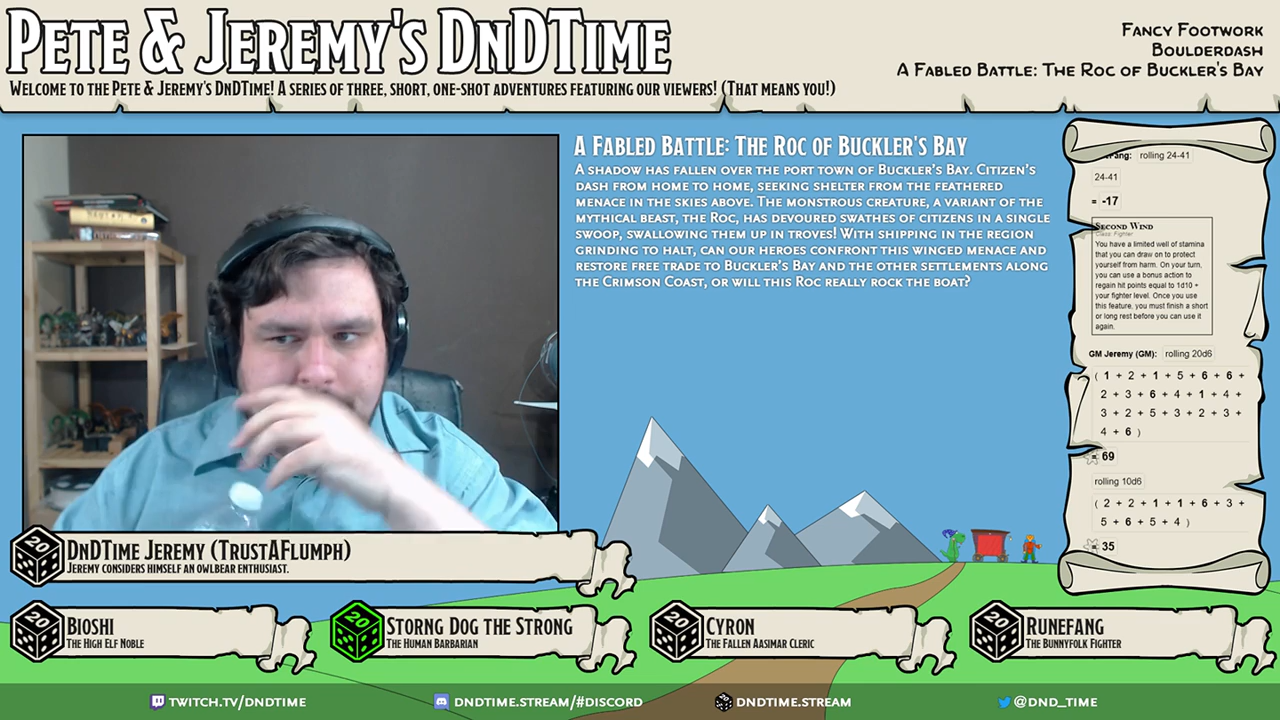 Pete & Jeremy's DnDTime
Welcome to the Pete & Jeremy's DnDTime! A series of three, short, one-shot adventures featuring our viewers! (That means you!)
Fancy Footwork
Boulderdash
A Fabled Battle: The Roc of Buckler's Bay
A Fabled Battle: The Roc of Buckler's Bay
A shadow has fallen over the port town of Buckler's Bay. Citizen's
dash from home to home, seeking shelter from the feathered
menace in the skies above. The monstrous creature, a variant of the
mythical beast, the Roc, has devoured swathes of citizens in a single
swoop, swallowing them up in troves! With shipping in the region
grinding to halt, can our heroes confront this winged menace and
restore free trade to Buckler's Bay and the other settlements along
the Crimson Coast, or will this Roc really rock the boat?
Fang: rolling 24-41
24-41
= -17
Second Wind
Class: Fighter
You have a limited well of stamina
that you can draw on to protect
yourself from harm. On your turn,
you can use a bonus action to
regain hit points equal to 1d10 +
your fighter level. Once you use
this feature, you must finish a short
or long rest before you can use it
again.
GM Jeremy (GM): rolling 20d6
( 1 + 2 + 1 + 5 + 6 + 6 +
2 + 3 + 6 + 4 + 1 + 4 +
3 + 2 + 5 + 3 + 2 + 3 +
4 + 6 )
= 69
rolling 10d6
( 2 + 2 + 1 + 1 + 6 + 3 +
5 + 6 + 5 + 4 )
= 35
20
DnDTime Jeremy (TrustAFlumph)
Jeremy considers himself an owlbear enthusiast.
20
Bioshi
The High Elf Noble
20
Storng Dog the Strong
The Human Barbarian
20
Cyron
The Fallen Aasimar Cleric
20
Runefang
The Bunnyfolk Fighter
twitch.tv/dndtime
dndtime.stream/#discord
dndtime.stream
@dnd_time